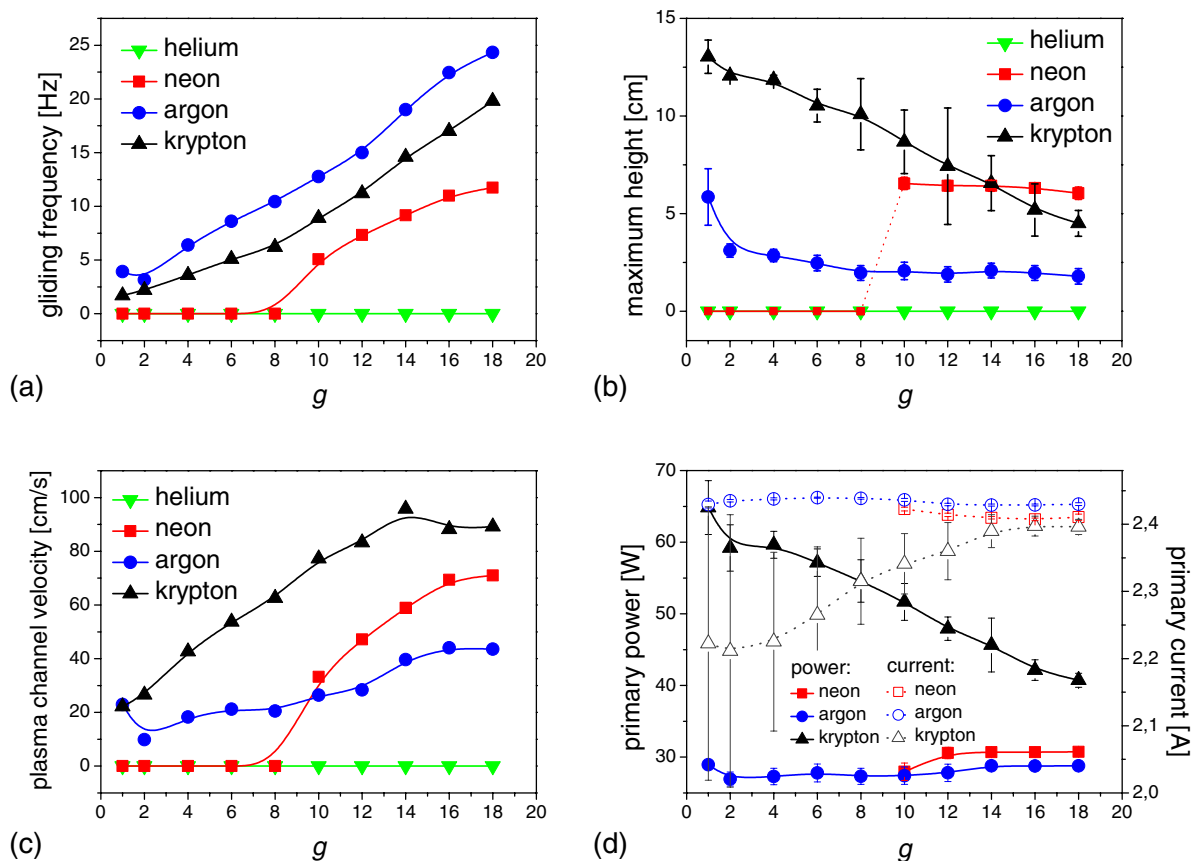 helium
neon
argon
krypton
gliding frequency [Hz]
25
20
15
10
5
0
0 2 4 6 8 10 12 14 16 18 20
g
(a)
helium
neon
argon
krypton
maximum height [cm]
15
10
5
0
0 2 4 6 8 10 12 14 16 18 20
g
(b)
helium
neon
argon
krypton
plasma channel velocity [cm/s]
100
80
60
40
20
0
0 2 4 6 8 10 12 14 16 18 20
g
(c)
primary power [W]
70
60
50
40
30
power:
neon
argon
krypton
current:
neon
argon
krypton
2,4
2,3
2,2
2,1
2,0
primary current [A]
0 2 4 6 8 10 12 14 16 18 20
g
(d)